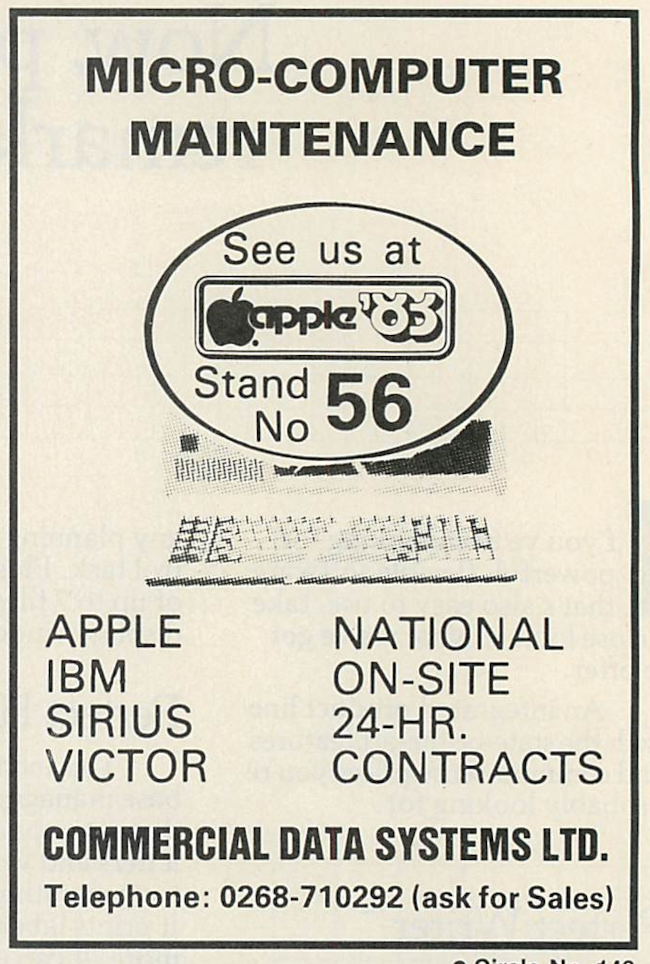 MICRO-COMPUTER
MAINTENANCE
See us at
apple '83
Stand
No 56
APPLE
IBM
SIRIUS
VICTOR
NATIONAL
ON-SITE
24-HR.
CONTRACTS
COMMERCIAL DATA SYSTEMS LTD.
Telephone: 0268-710292 (ask for Sales)